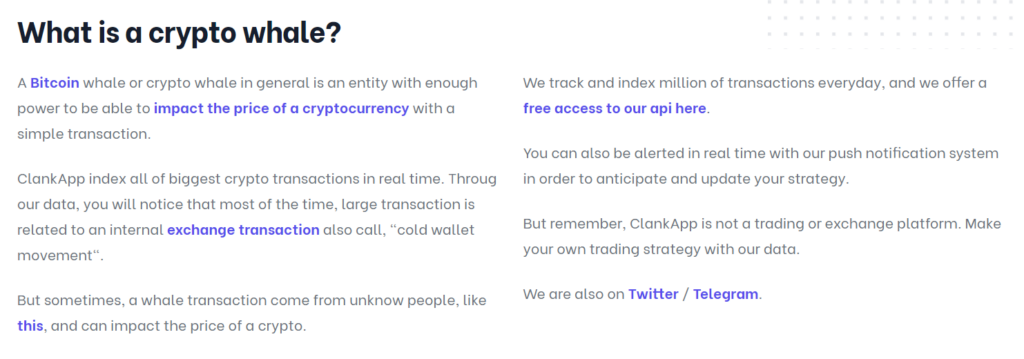 What is a crypto whale?
A Bitcoin whale or crypto whale in general is an entity with enough
power to be able to impact the price of a cryptocurrency with a
simple transaction.
ClankApp index all of biggest crypto transactions in real time. Throug
our data, you will notice that most of the time, large transaction is
related to an internal exchange transaction also call, “cold wallet
movement“.
But sometimes, a whale transaction come from unknow people, like
this, and can impact the price of a crypto.
We track and index million of transactions everyday, and we offer a
free access to our api here.
You can also be alerted in real time with our push notification system
in order to anticipate and update your strategy.
But remember, ClankApp is not a trading or exchange platform. Make
your own trading strategy with our data.
We are also on Twitter / Telegram.